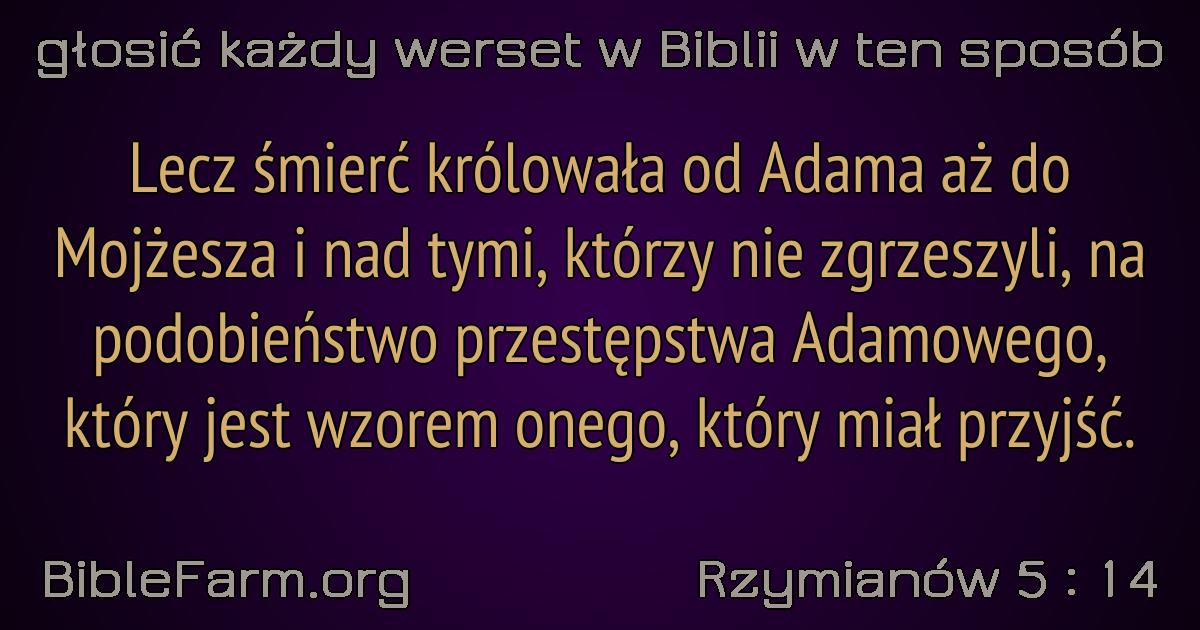 głosić każdy werset w Biblii w ten sposób
Lecz śmierć królowała od Adama aż do
Mojżesza i nad tymi, którzy nie zgrzeszyli, na
podobieństwo przestępstwa Adamowego,
który jest wzorem onego, który miał przyjść.
BibleFarm.org
Rzymianów 5 : 14